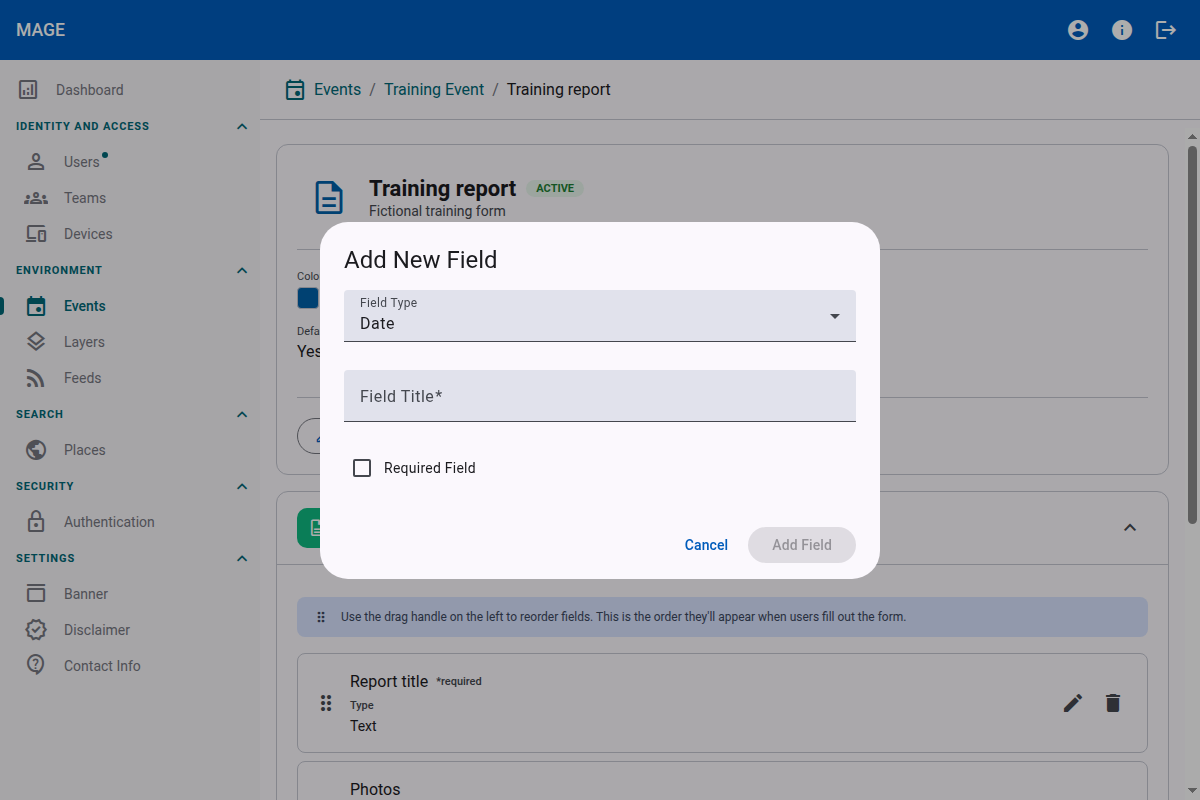 MAGE
Dashboard
IDENTITY AND ACCESS
Users
Teams
Devices
ENVIRONMENT
Events
Layers
Feeds
SEARCH
Places
SECURITY
Authentication
SETTINGS
Banner
Disclaimer
Contact Info
Events / Training Event / Training report
Training report ACTIVE
Fictional training form
Colo
Defa
Yes
Add New Field
Field Type
Date
Field Title*
Required Field
Cancel Add Field
Use the drag handle on the left to reorder fields. This is the order they'll appear when users fill out the form.
Report title *required
Type
Text
Photos